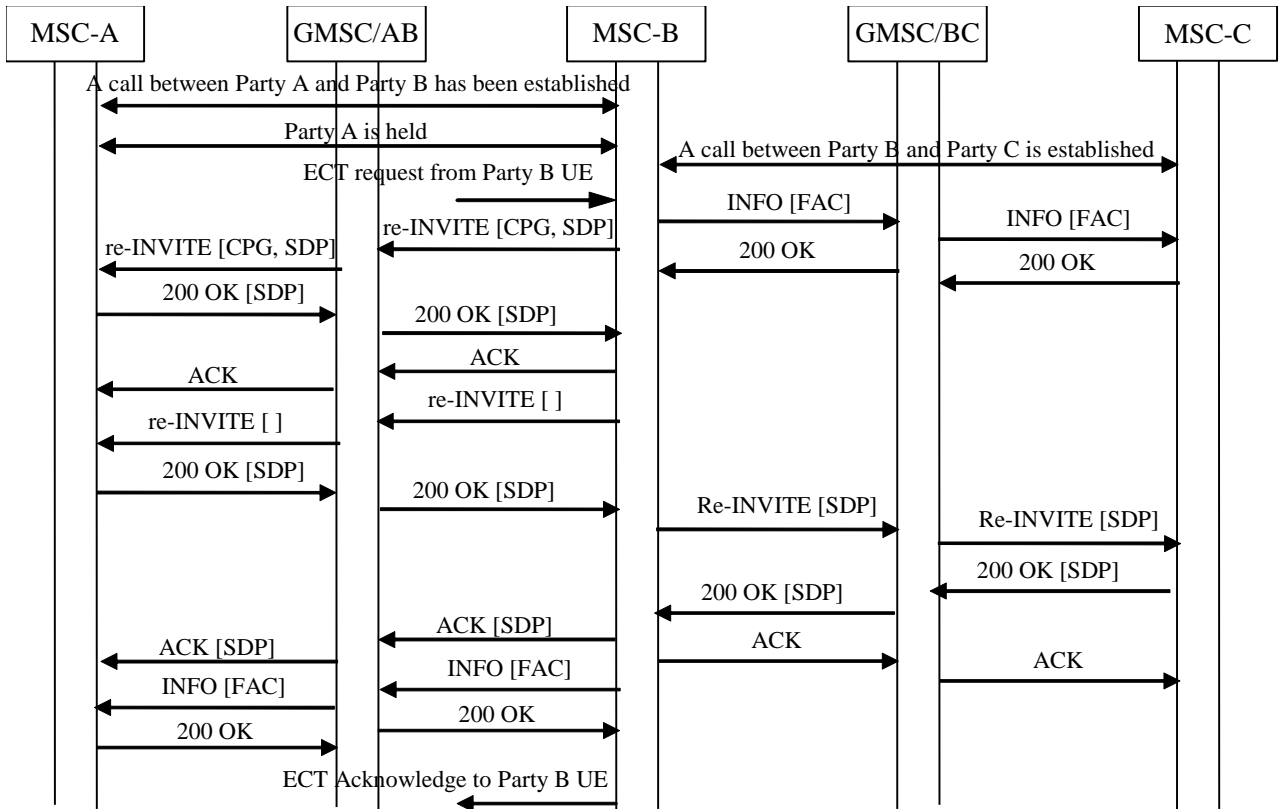 MSC-A
GMSC/AB
MSC-B
GMSC/BC
MSC-C
A call between Party A and Party B has been established
Party A is held
A call between Party B and Party C is established
ECT request from Party B UE
INFO [FAC]
INFO [FAC]
re-INVITE [CPG, SDP]
re-INVITE [CPG, SDP]
200 OK
200 OK
200 OK [SDP]
200 OK [SDP]
ACK
ACK
re-INVITE [ ]
re-INVITE [ ]
200 OK [SDP]
200 OK [SDP]
Re-INVITE [SDP]
Re-INVITE [SDP]
200 OK [SDP]
200 OK [SDP]
ACK [SDP]
ACK [SDP]
ACK
ACK
INFO [FAC]
INFO [FAC]
200 OK
200 OK
ECT Acknowledge to Party B UE